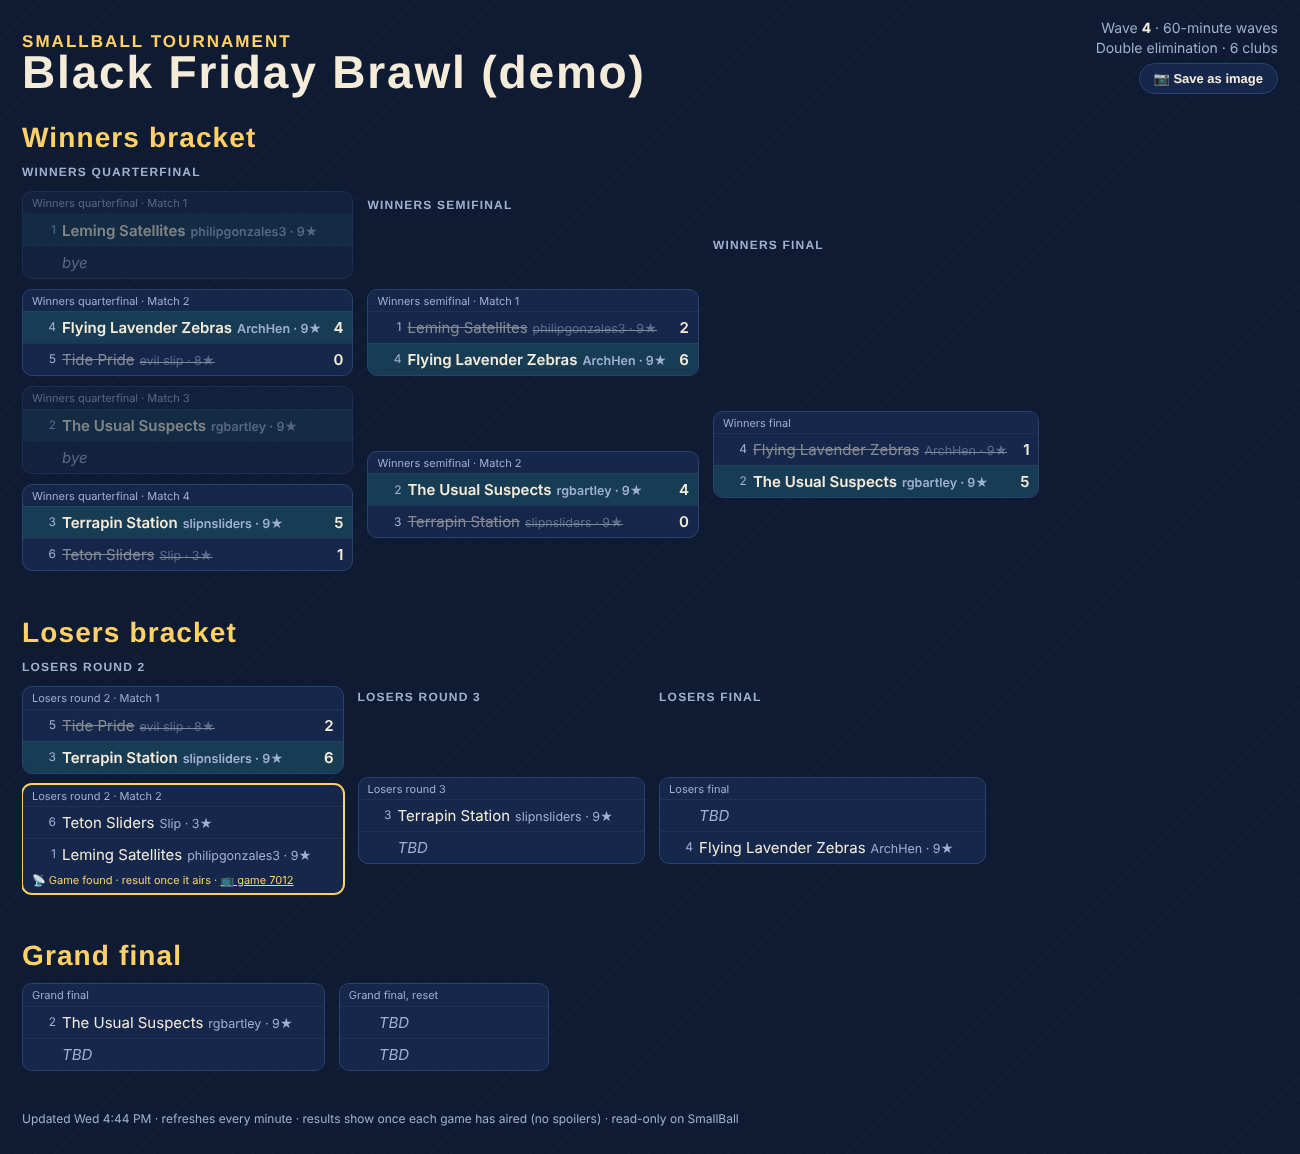 SMALLBALL TOURNAMENT
Black Friday Brawl (demo)
Wave 4 · 60-minute waves
Double elimination · 6 clubs
📷 Save as image
Winners bracket
WINNERS QUARTERFINAL
Winners quarterfinal · Match 1
1 Leming Satellites philipgonzales3 · 9★
bye
Winners quarterfinal · Match 2
4 Flying Lavender Zebras ArchHen · 9★ 4
5 Tide Pride evil slip · 8★ 0
Winners quarterfinal · Match 3
2 The Usual Suspects rgbartley · 9★
bye
Winners quarterfinal · Match 4
3 Terrapin Station slipnsliders · 9★ 5
6 Teton Sliders Slip · 3★ 1
WINNERS SEMIFINAL
Winners semifinal · Match 1
1 Leming Satellites philipgonzales3 · 9★ 2
4 Flying Lavender Zebras ArchHen · 9★ 6
Winners semifinal · Match 2
2 The Usual Suspects rgbartley · 9★ 4
3 Terrapin Station slipnsliders · 9★ 0
WINNERS FINAL
Winners final
4 Flying Lavender Zebras ArchHen · 9★ 1
2 The Usual Suspects rgbartley · 9★ 5
Losers bracket
LOSERS ROUND 2
Losers round 2 · Match 1
5 Tide Pride evil slip · 8★ 2
3 Terrapin Station slipnsliders · 9★ 6
Losers round 2 · Match 2
6 Teton Sliders Slip · 3★
1 Leming Satellites philipgonzales3 · 9★
📡 Game found · result once it airs · 📺 game 7012
LOSERS ROUND 3
Losers round 3
3 Terrapin Station slipnsliders · 9★
TBD
LOSERS FINAL
Losers final
TBD
4 Flying Lavender Zebras ArchHen · 9★
Grand final
Grand final
2 The Usual Suspects rgbartley · 9★
TBD
Grand final, reset
TBD
TBD
Updated Wed 4:44 PM · refreshes every minute · results show once each game has aired (no spoilers) · read-only on SmallBall